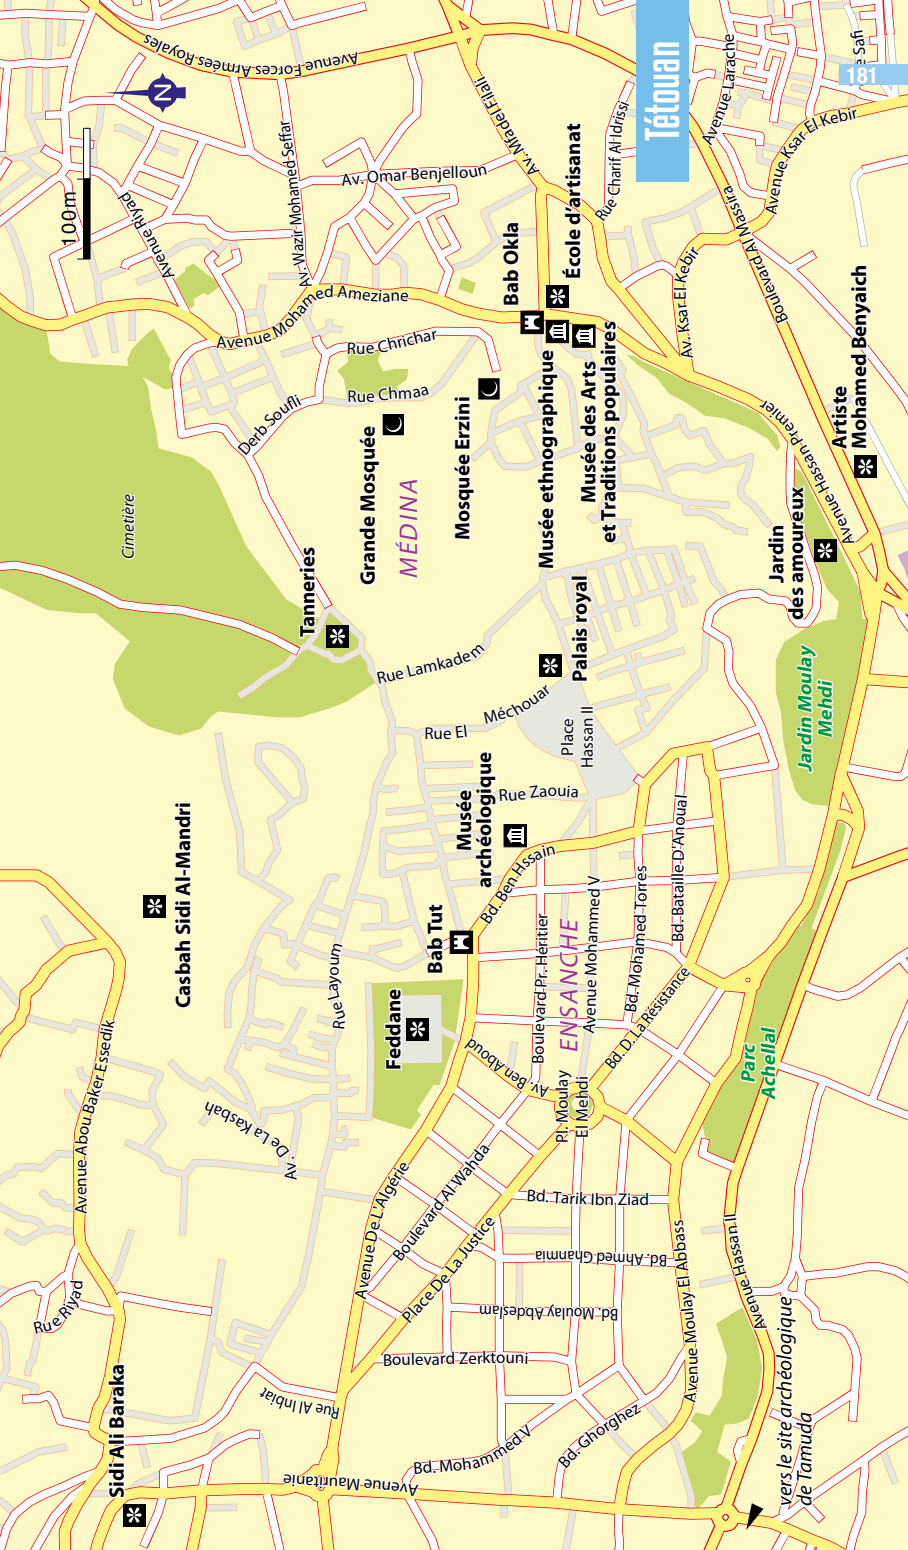 Tétouan
181
100m
N
Avenue Forces Armées Royales
Avenue Riyad
Av. Wazir Mohamed Seffar
Av. Omar Benjelloun
Av. Mfadel Filali
Rue Charif Al Idrissi
Avenue Larache
e Safi
Avenue Ksar El Kebir
Av. Ksar El Kebir
Boulevard Al Massira
Avenue Mohamed Ameziane
Bab Okla
École d'artisanat
Rue Chrichar
Rue Chmaa
Derb Soufli
Grande Mosquée
MÉDINA
Mosquée Erzini
Musée ethnographique
Musée des Arts
et Traditions populaires
Artiste
Mohamed Benyaich
Avenue Hassan Premier
Jardin
des amoureux
Cimetière
Tanneries
Rue Lamkadem
Palais royal
Rue El
Méchouar
Place
Hassan II
Jardin Moulay
Mehdi
Musée
archéologique
Rue Zaouia
Bd. Ben Hssain
Casbah Sidi Al-Mandri
Bab Tut
Rue Layoum
Feddane
ENSANCHE
Boulevard Pr. Héritier
Avenue Mohammed V
Bd. Mohamed Torres
Bd. Bataille D'Anoual
Bd. D. La Résistance
Av. Ben Aboud
Pl. Moulay
El Mehdi
Parc
Achellal
Avenue Abou Baker Essedik
Av. De La Kasbah
Avenue De L'Algérie
Boulevard Al Wahda
Place De La Justice
Bd. Tarik Ibn Ziad
Bd. Ahmed Ghanmia
Bd. Moulay Abdeslam
Boulevard Zerktouni
Avenue Moulay El Abbass
Avenue Hassan II
Rue Riyad
Sidi Ali Baraka
Rue Al Inbiat
Avenue Mauritanie
Bd. Mohammed V
Bd. Ghorghez
vers le site archéologique
de Tamuda